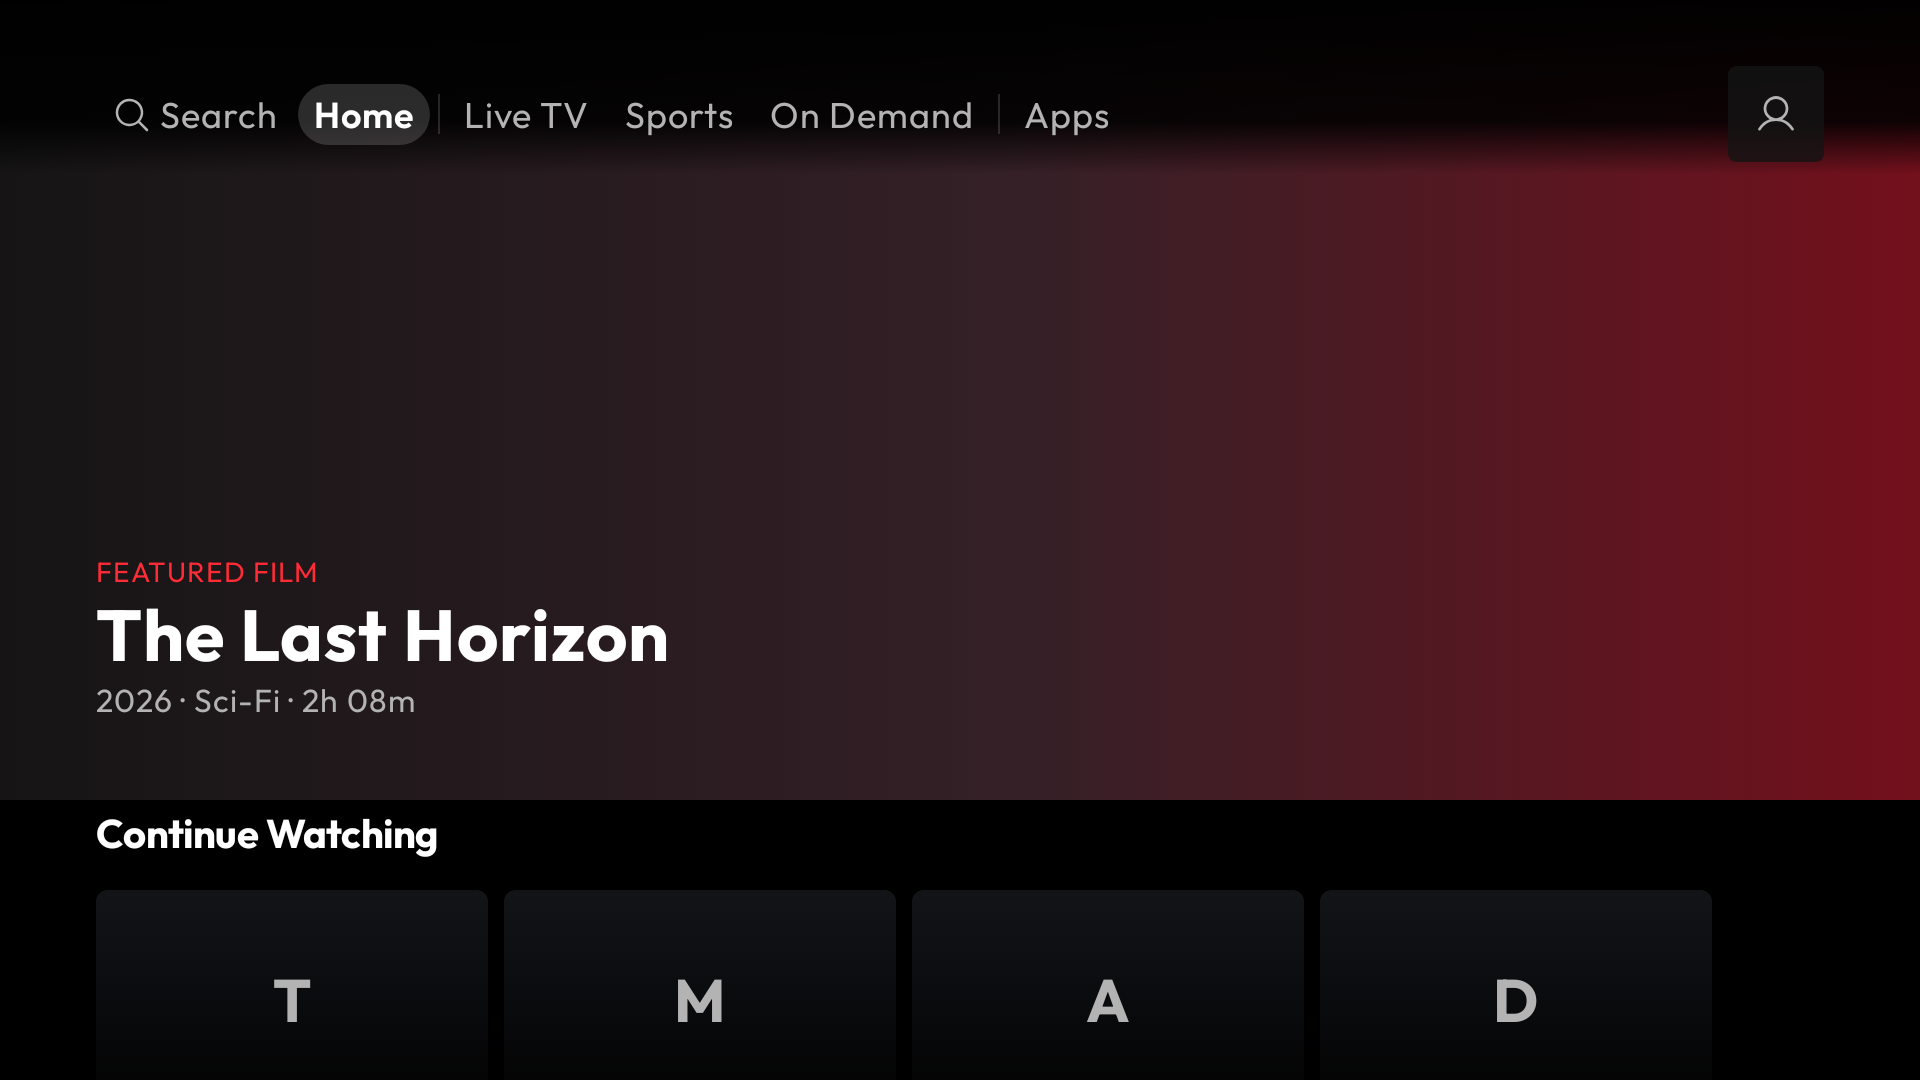 Search Home Live TV Sports On Demand Apps
FEATURED FILM
The Last Horizon
2026 · Sci-Fi · 2h 08m
Continue Watching
T M A D